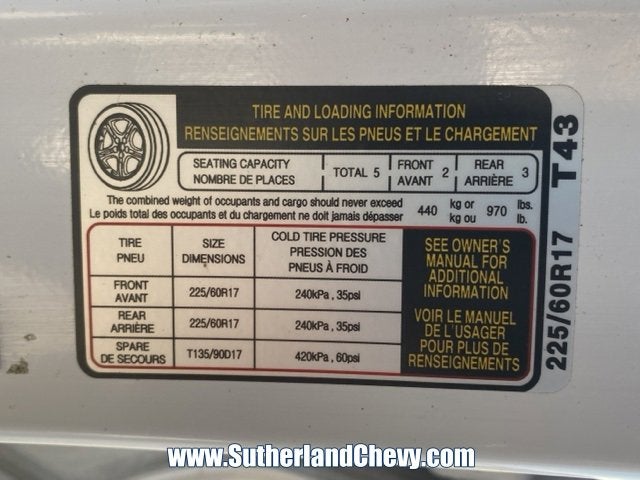 TIRE AND LOADING INFORMATION
RENSEIGNEMENTS SUR LES PNEUS ET LE CHARGEMENT
SEATING CAPACITY
NOMBRE DE PLACES
TOTAL 5
FRONT
AVANT 2
REAR
ARRIÈRE 3
The combined weight of occupants and cargo should never exceed
Le poids total des occupants et du chargement ne doit jamais dépasser
440 kg or
kg ou
970 lbs.
lb.
TIRE
PNEU
SIZE
DIMENSIONS
COLD TIRE PRESSURE
PRESSION DES
PNEUS À FROID
FRONT
AVANT
225/60R17
240kPa , 35psi
REAR
ARRIÈRE
225/60R17
240kPa , 35psi
SPARE
DE SECOURS
T135/90D17
420kPa , 60psi
SEE OWNER'S
MANUAL FOR
ADDITIONAL
INFORMATION
VOIR LE MANUEL
DE L'USAGER
POUR PLUS DE
RENSEIGNEMENTS
225/60R17 T43
www.SutherlandChevy.com